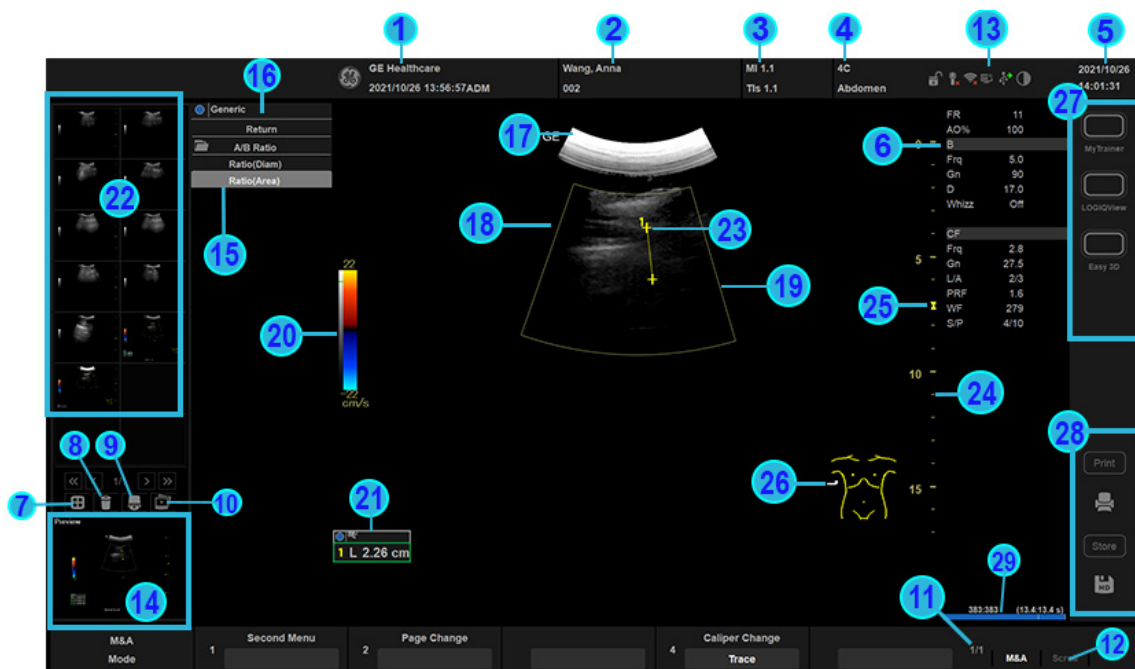 1
2
3
4
13
5
GE Healthcare
2021/10/26 13:56:57ADM
Wang, Anna
002
MI 1.1
TIs 1.1
4C
Abdomen
2021/10/26
14:01:31
16
27
Generic
Return
A/B Ratio
Ratio(Diam)
Ratio(Area)
15
22
17
GE
18
1
23
19
0
5
10
15
6
FR 11
AO% 100
B
Frq 5.0
Gn 90
D 17.0
Whizz Off
CF
Frq 2.8
Gn 27.5
L/A 2/3
PRF 1.6
WF 279
S/P 4/10
MyTrainer
LOGIQView
Easy 3D
25
24
22
20
-22
cm/s
8
9
1/1
7
10
26
28
Print
Store
HD
Preview
14
21
1 L 2.26 cm
11
29
383:383 (13.4:13.4 s)
M&A
Mode
1
Second Menu
2
Page Change
4
Caliper Change
Trace
1/1
M&A
12